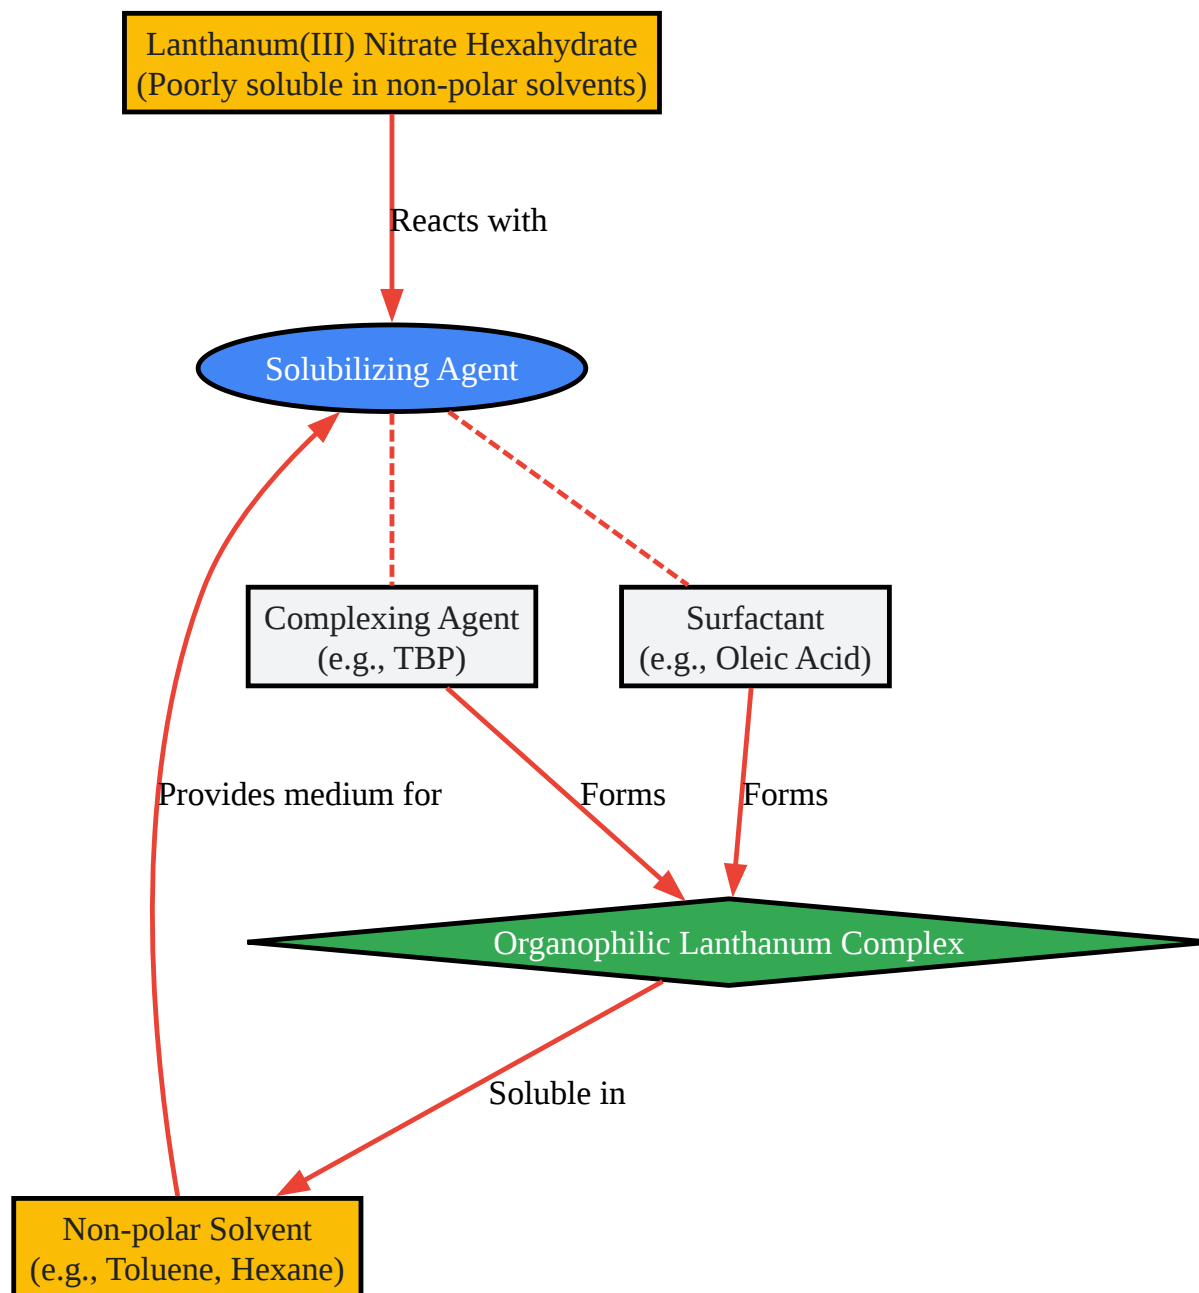 Lanthanum(III) Nitrate Hexahydrate
(Poorly soluble in non-polar solvents)
Reacts with
Solubilizing Agent
Complexing Agent
(e.g., TBP)
Surfactant
(e.g., Oleic Acid)
Provides medium for
Forms
Forms
Organophilic Lanthanum Complex
Soluble in
Non-polar Solvent
(e.g., Toluene, Hexane)